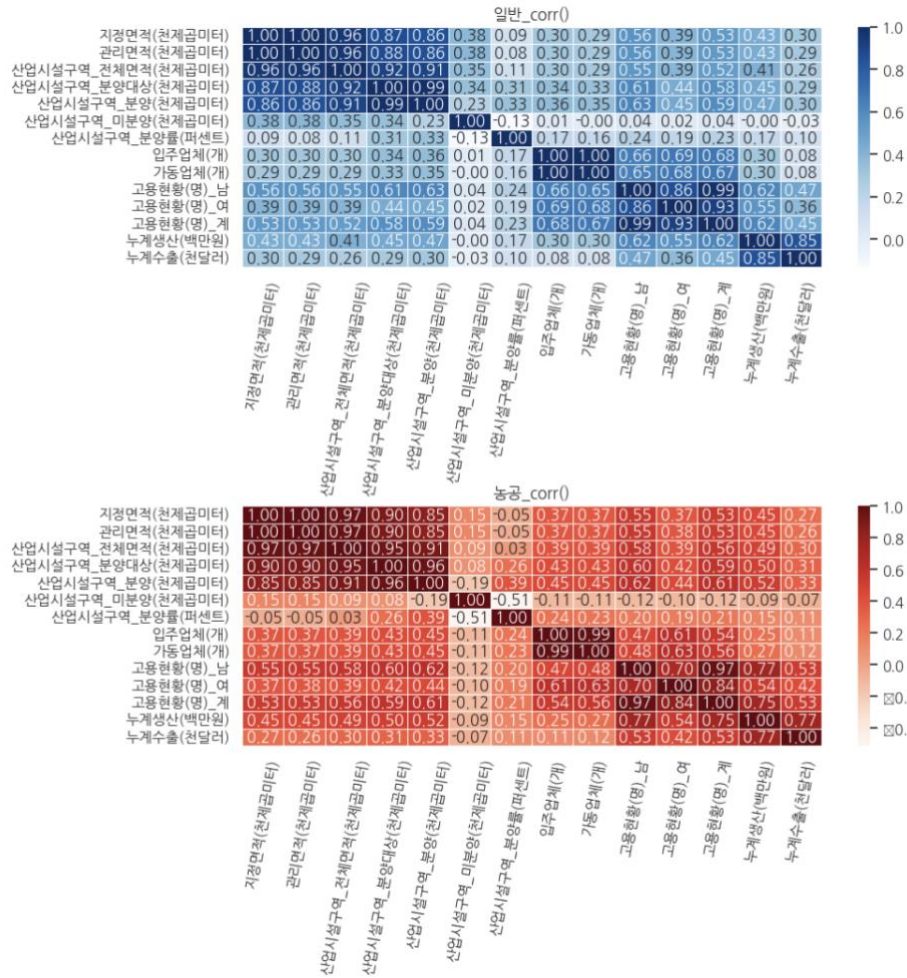 일반_corr()
지정면적(천제곱미터) 1.00 1.00 0.96 0.87 0.86 0.38 0.09 0.30 0.29 0.56 0.39 0.53 0.43 0.30
관리면적(천제곱미터) 1.00 1.00 0.96 0.88 0.86 0.38 0.08 0.30 0.29 0.56 0.39 0.53 0.43 0.29
산업시설구역_전체면적(천제곱미터) 0.96 0.96 1.00 0.92 0.91 0.35 0.11 0.30 0.29 0.55 0.39 0.52 0.41 0.26
산업시설구역_분양대상(천제곱미터) 0.87 0.88 0.92 1.00 0.99 0.34 0.31 0.34 0.33 0.61 0.44 0.58 0.45 0.29
산업시설구역_분양(천제곱미터) 0.86 0.86 0.91 0.99 1.00 0.23 0.33 0.36 0.35 0.63 0.45 0.59 0.47 0.30
산업시설구역_미분양(천제곱미터) 0.38 0.38 0.35 0.34 0.23 1.00 -0.13 0.01 -0.00 0.04 0.02 0.04 -0.00 -0.03
산업시설구역_분양률(퍼센트) 0.09 0.08 0.11 0.31 0.33 -0.13 1.00 0.17 0.16 0.24 0.19 0.23 0.17 0.10
입주업체(개) 0.30 0.30 0.30 0.34 0.36 0.01 0.17 1.00 1.00 0.66 0.69 0.68 0.30 0.08
가동업체(개) 0.29 0.29 0.29 0.33 0.35 -0.00 0.16 1.00 1.00 0.65 0.68 0.67 0.30 0.08
고용현황(명)_남 0.56 0.56 0.55 0.61 0.63 0.04 0.24 0.66 0.65 1.00 0.86 0.99 0.62 0.47
고용현황(명)_여 0.39 0.39 0.39 0.44 0.45 0.02 0.19 0.69 0.68 0.86 1.00 0.93 0.55 0.36
고용현황(명)_계 0.53 0.53 0.52 0.58 0.59 0.04 0.23 0.68 0.67 0.99 0.93 1.00 0.62 0.45
누계생산(백만원) 0.43 0.43 0.41 0.45 0.47 -0.00 0.17 0.30 0.30 0.62 0.55 0.62 1.00 0.85
누계수출(천달러) 0.30 0.29 0.26 0.29 0.30 -0.03 0.10 0.08 0.08 0.47 0.36 0.45 0.85 1.00
1.0
0.8
0.6
0.4
0.2
0.0
지정면적(천제곱미터)
관리면적(천제곱미터)
산업시설구역_전체면적(천제곱미터)
산업시설구역_분양대상(천제곱미터)
산업시설구역_분양(천제곱미터)
산업시설구역_미분양(천제곱미터)
산업시설구역_분양률(퍼센트)
입주업체(개)
가동업체(개)
고용현황(명)_남
고용현황(명)_여
고용현황(명)_계
누계생산(백만원)
누계수출(천달러)
농공_corr()
지정면적(천제곱미터) 1.00 1.00 0.97 0.90 0.85 0.15 -0.05 0.37 0.37 0.55 0.37 0.53 0.45 0.27
관리면적(천제곱미터) 1.00 1.00 0.97 0.90 0.85 0.15 -0.05 0.37 0.37 0.55 0.38 0.53 0.45 0.26
산업시설구역_전체면적(천제곱미터) 0.97 0.97 1.00 0.95 0.91 0.09 0.03 0.39 0.39 0.58 0.39 0.56 0.49 0.30
산업시설구역_분양대상(천제곱미터) 0.90 0.90 0.95 1.00 0.96 0.08 0.26 0.43 0.43 0.60 0.42 0.59 0.50 0.31
산업시설구역_분양(천제곱미터) 0.85 0.85 0.91 0.96 1.00 -0.19 0.39 0.45 0.45 0.62 0.44 0.61 0.52 0.33
산업시설구역_미분양(천제곱미터) 0.15 0.15 0.09 0.08 -0.19 1.00 -0.51 -0.11 -0.11 -0.12 -0.10 -0.12 -0.09 -0.07
산업시설구역_분양률(퍼센트) -0.05 -0.05 0.03 0.26 0.39 -0.51 1.00 0.24 0.23 0.20 0.19 0.21 0.15 0.11
입주업체(개) 0.37 0.37 0.39 0.43 0.45 -0.11 0.24 1.00 0.99 0.47 0.61 0.54 0.25 0.11
가동업체(개) 0.37 0.37 0.39 0.43 0.45 -0.11 0.23 0.99 1.00 0.48 0.63 0.56 0.27 0.12
고용현황(명)_남 0.55 0.55 0.58 0.60 0.62 -0.12 0.20 0.47 0.48 1.00 0.70 0.97 0.77 0.53
고용현황(명)_여 0.37 0.38 0.39 0.42 0.44 -0.10 0.19 0.61 0.63 0.70 1.00 0.84 0.54 0.42
고용현황(명)_계 0.53 0.53 0.56 0.59 0.61 -0.12 0.21 0.54 0.56 0.97 0.84 1.00 0.75 0.53
누계생산(백만원) 0.45 0.45 0.49 0.50 0.52 -0.09 0.15 0.25 0.27 0.77 0.54 0.75 1.00 0.77
누계수출(천달러) 0.27 0.26 0.30 0.31 0.33 -0.07 0.11 0.11 0.12 0.53 0.42 0.53 0.77 1.00
1.0
0.8
0.6
0.4
0.2
0.0
0.
0.
지정면적(천제곱미터)
관리면적(천제곱미터)
산업시설구역_전체면적(천제곱미터)
산업시설구역_분양대상(천제곱미터)
산업시설구역_분양(천제곱미터)
산업시설구역_미분양(천제곱미터)
산업시설구역_분양률(퍼센트)
입주업체(개)
가동업체(개)
고용현황(명)_남
고용현황(명)_여
고용현황(명)_계
누계생산(백만원)
누계수출(천달러)